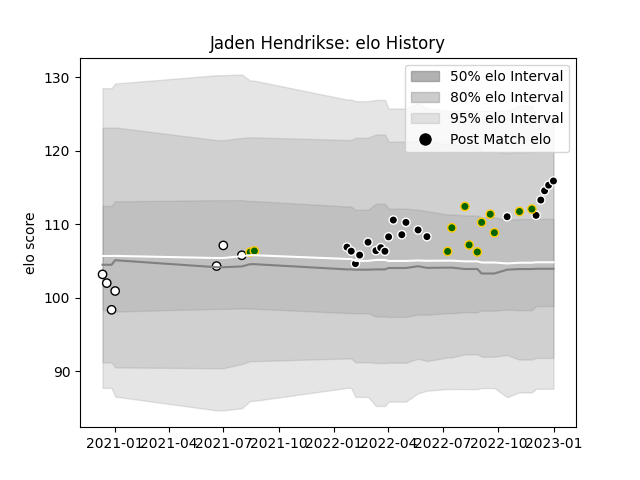 Jaden Hendrikse: elo History
130
120
110
100
90
elo score
50% elo Interval
80% elo Interval
95% elo Interval
Post Match elo
2021-01 2021-04 2021-07 2021-10 2022-01 2022-04 2022-07 2022-10 2023-01